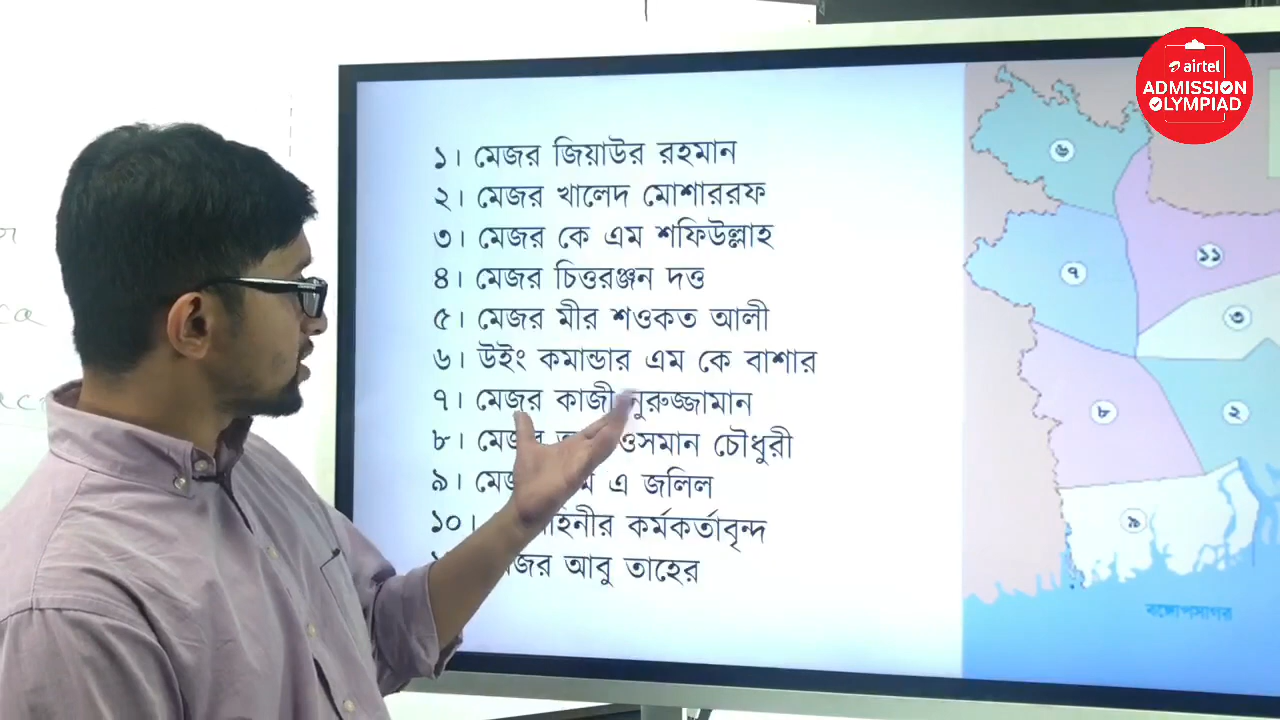 airtel
ADMISSION
OLYMPIAD
১। মেজর জিয়াউর রহমান
২। মেজর খালেদ মোশাররফ
৩। মেজর কে এম শফিউল্লাহ
৪। মেজর চিত্তরঞ্জন দত্ত
৫। মেজর মীর শওকত আলী
৬। উইং কমান্ডার এম কে বাশার
৭। মেজর কাজী নুরুজ্জামান
৮। মেজর ওসমান চৌধুরী
৯। এ জলিল
১০। কর্মকর্তাবৃন্দ
মেজর আবু তাহের
৬
১১
৭
৩
৮
২
৯
বঙ্গোপসাগর